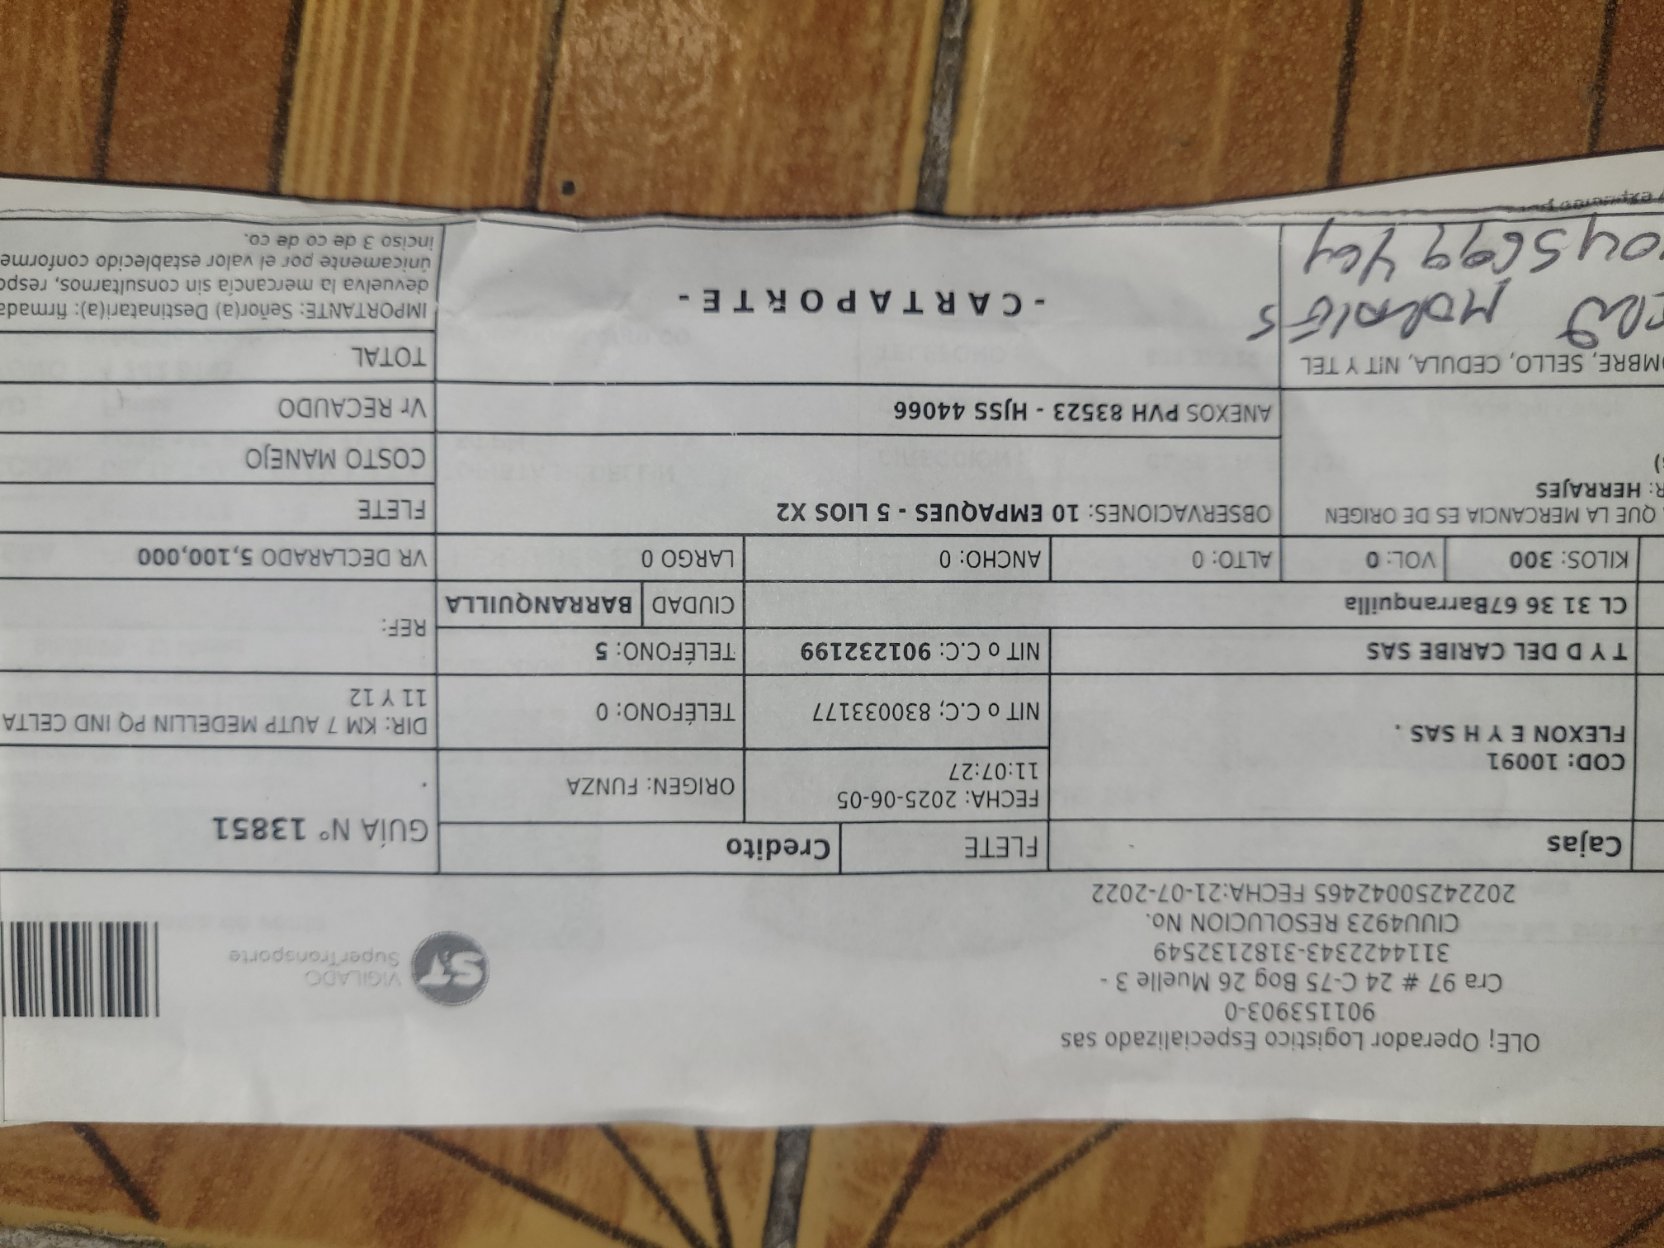 OLE¡ Operador Logistico Especializado sas
901153903-0
Cra 97 # 24 C-75 Bog 26 Muelle 3 -
3114422343-3182132549
CIUU4923 RESOLUCION No.
20224250042465 FECHA:21-07-2022
VIGILADO
SuperTransporte
ST
Cajas
FLETE
Credito
GUÍA Nº 13851
.
COD: 10091
FLEXON E Y H SAS .
FECHA: 2025-06-05
11:07:27
ORIGEN: FUNZA
NIT o C.C; 830033177
TELÉFONO: 0
DIR: KM 7 AUTP MEDELLIN PQ IND CELTA
11 Y 12
T Y D DEL CARIBE SAS
NIT o C.C: 901232199
TELÉFONO: 5
REF:
CL 31 36 67Barranquilla
CIUDAD
BARRANQUILLA
KILOS: 300
VOL: 0
ALTO: 0
ANCHO: 0
LARGO 0
VR DECLARADO 5,100,000
QUE LA MERCANCIA ES DE ORIGEN
R: HERRAJES
S)
OBSERVACIONES: 10 EMPAQUES - 5 LIOS X2
FLETE
COSTO MANEJO
ANEXOS PVH 83523 - HJSS 44066
Vr RECAUDO
OMBRE, SELLO, CEDULA, NIT Y TEL
MORALES
- CARTAPORTE -
TOTAL
IMPORTANTE: Señor(a) Destinatari(a): firmada
devuelva la mercancía sin consultarnos, resp
únicamente por el valor establecido conforme
inciso 3 de co de co.